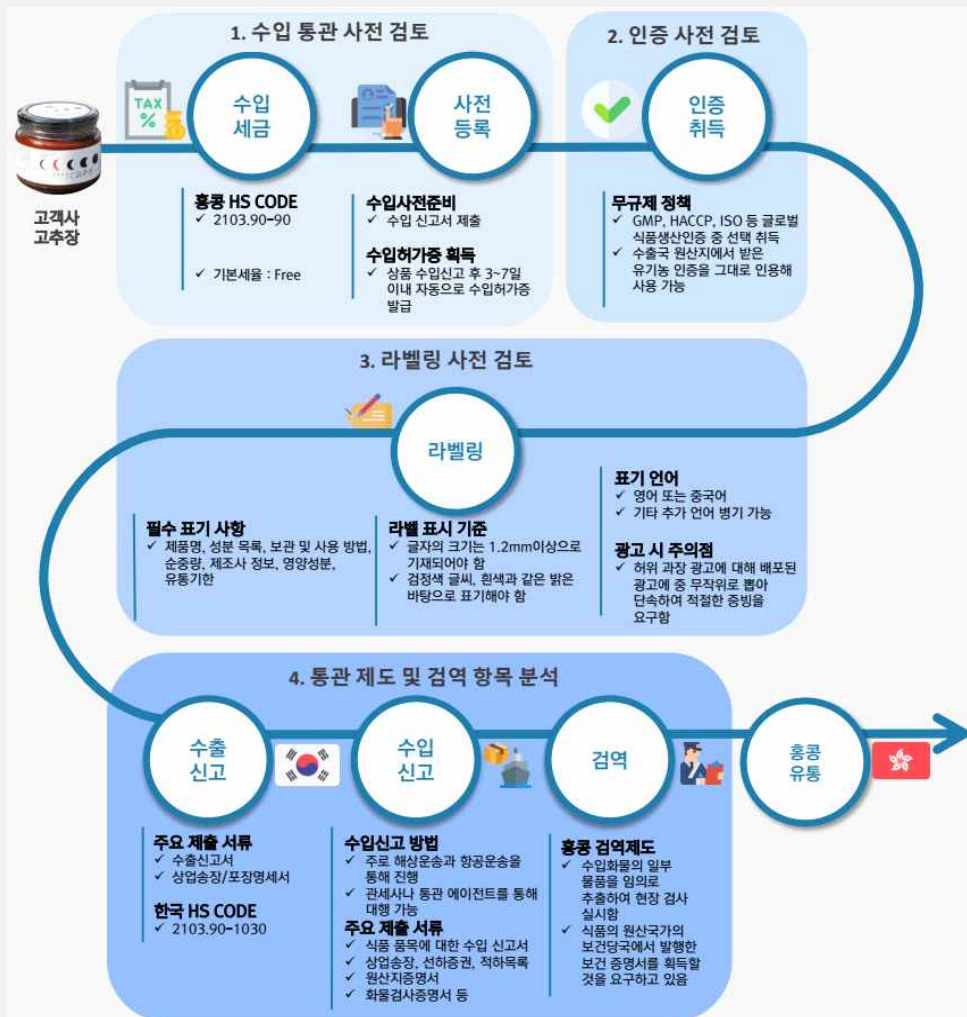 1. 수입 통관 사전 검토
TAX
%
수입
세금
사전
등록
고객사
고추장
홍콩 HS CODE
✓ 2103.90-90
✓ 기본세율 : Free
수입사전준비
✓ 수입 신고서 제출
수입허가증 획득
✓ 상품 수입신고 후 3~7일
이내 자동으로 수입허가증
발급
2. 인증 사전 검토
인증
취득
무규제 정책
✓ GMP, HACCP, ISO 등 글로벌
식품생산인증 중 선택 취득
✓ 수출국 원산지에서 받은
유기농 인증을 그대로 인용해
사용 가능
3. 라벨링 사전 검토
라벨링
필수 표기 사항
✓ 제품명, 성분 목록, 보관 및 사용 방법,
순중량, 제조사 정보, 영양성분,
유통기한
라벨 표시 기준
✓ 글자의 크기는 1.2mm이상으로
기재되어야 함
✓ 검정색 글씨, 흰색과 같은 밝은
바탕으로 표기해야 함
표기 언어
✓ 영어 또는 중국어
✓ 기타 추가 언어 병기 가능
광고 시 주의점
✓ 허위 과장 광고에 대해 배포된
광고에 중 무작위로 뽑아
단속하여 적절한 증빙을
요구함
4. 통관 제도 및 검역 항목 분석
수출
신고
수입
신고
검역
홍콩
유통
주요 제출 서류
✓ 수출신고서
✓ 상업송장/포장명세서
한국 HS CODE
✓ 2103.90-1030
수입신고 방법
✓ 주로 해상운송과 항공운송을
통해 진행
✓ 관세사나 통관 에이전트를 통해
대행 가능
주요 제출 서류
✓ 식품 품목에 대한 수입 신고서
✓ 상업송장, 선하증권, 적하목록
✓ 원산지증명서
✓ 화물검사증명서 등
홍콩 검역제도
✓ 수입화물의 일부
물품을 임의로
추출하여 현장 검사
실시함
✓ 식품의 원산국가의
보건당국에서 발행한
보건 증명서를 획득할
것을 요구하고 있음